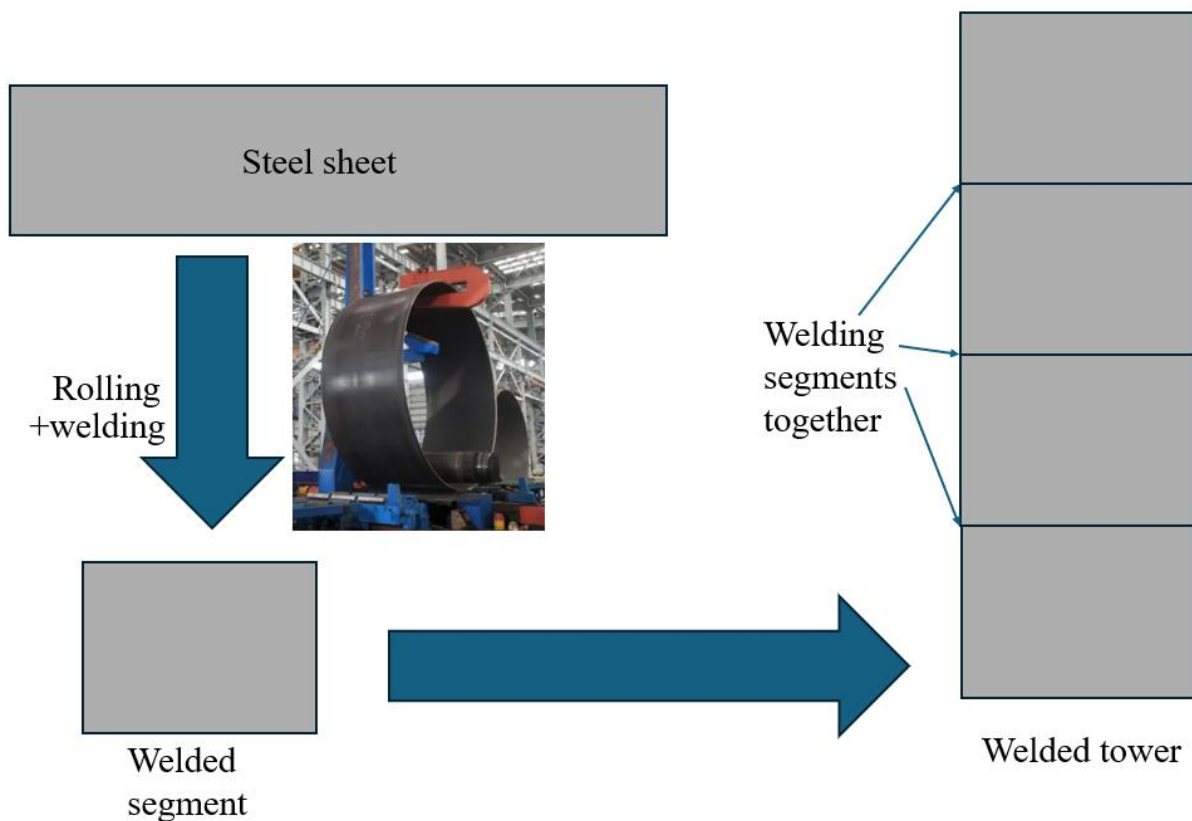 Steel sheet
Rolling
+welding
Welded
segment
Welding
segments
together
Welded tower